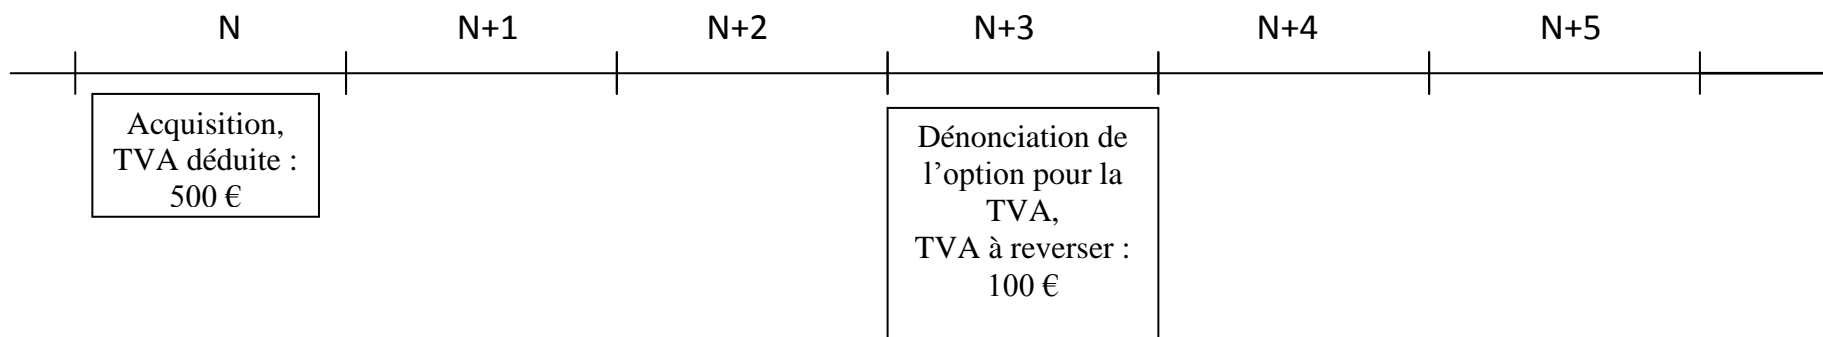 N N+1 N+2 N+3 N+4 N+5
Acquisition,
TVA déduite :
500 €
Dénonciation de
l’option pour la
TVA,
TVA à reverser :
100 €